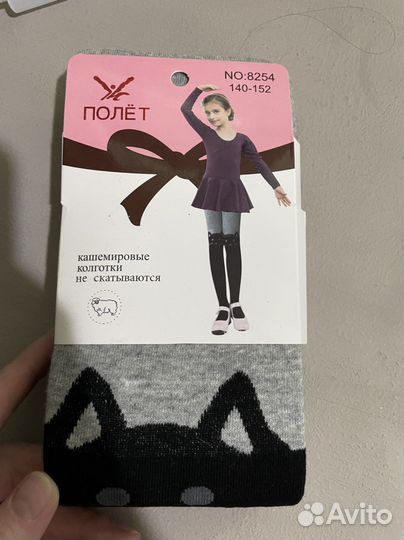 NO:8254
140-152
ПОЛЁТ
кашемировые
колготки
не скатываются
Avito